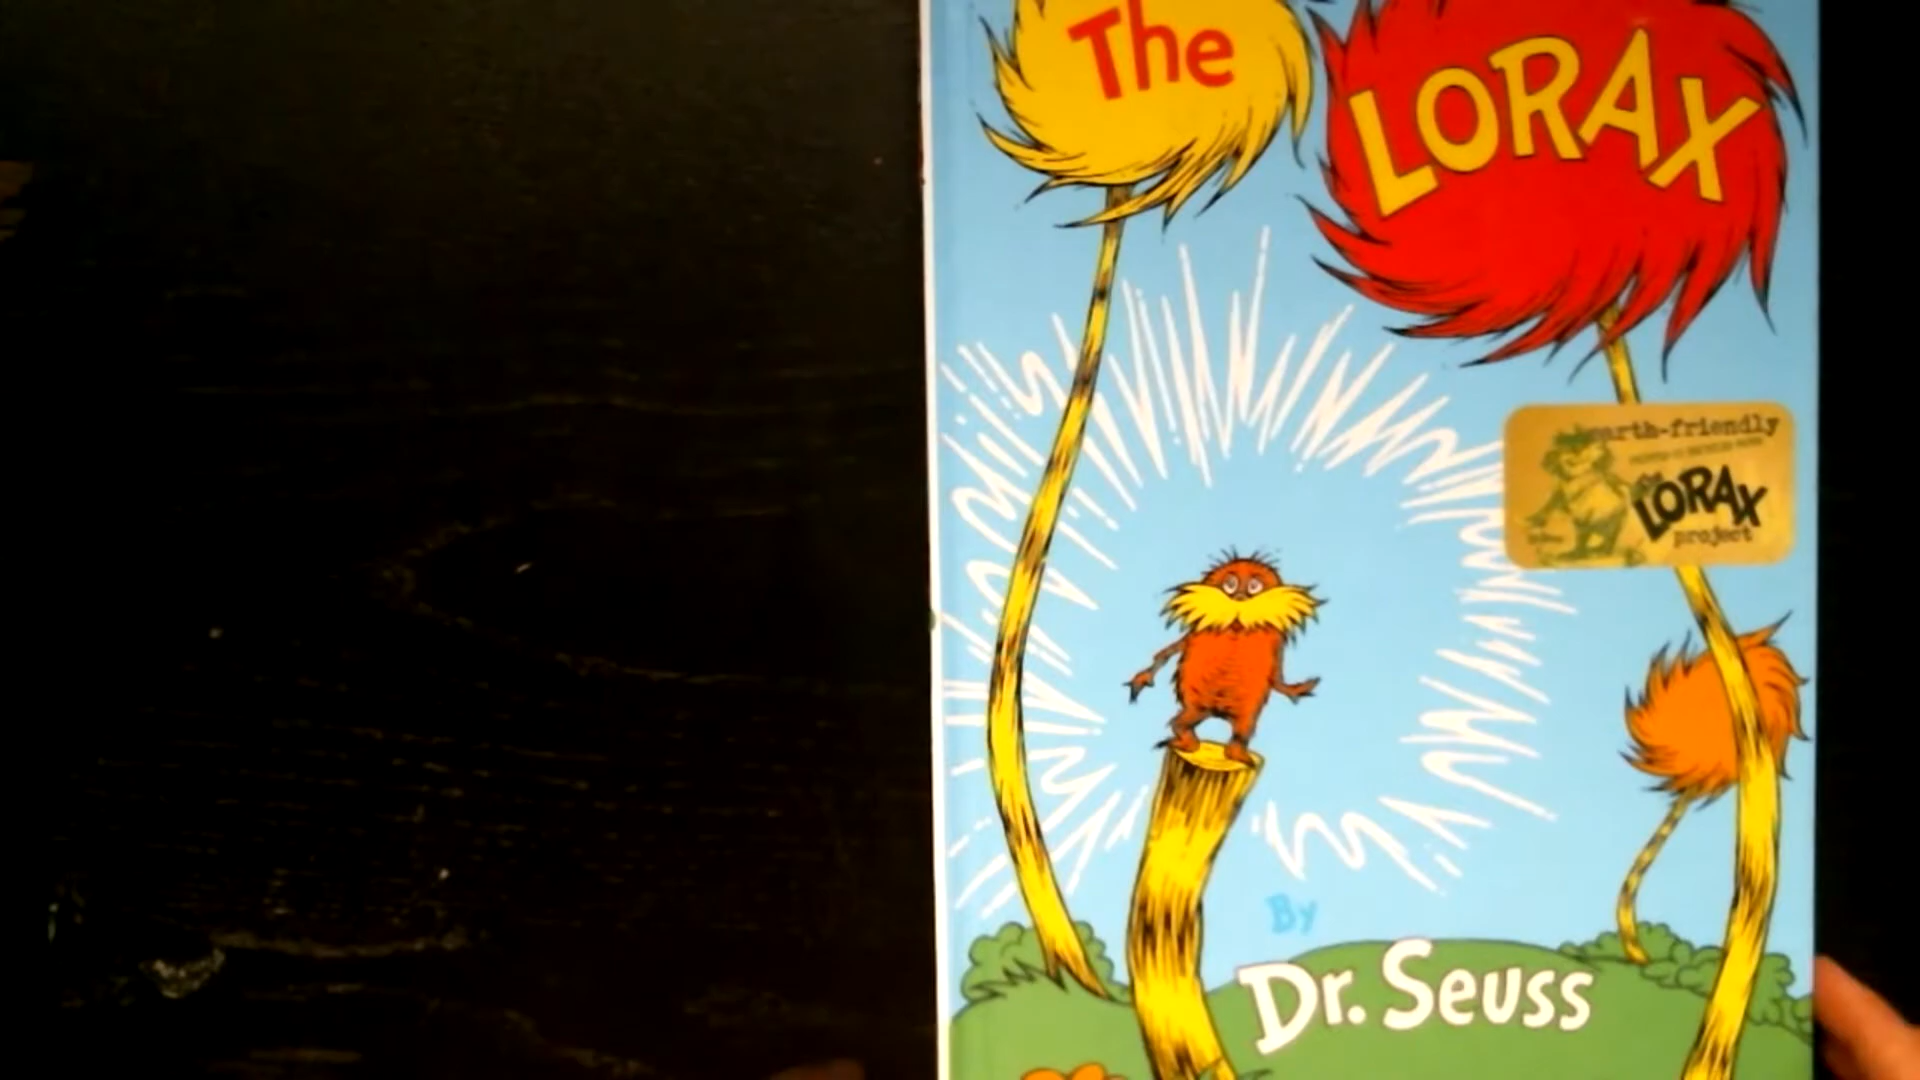 The
LORAX
earth-friendly
LORAX
project
By
Dr. Seuss